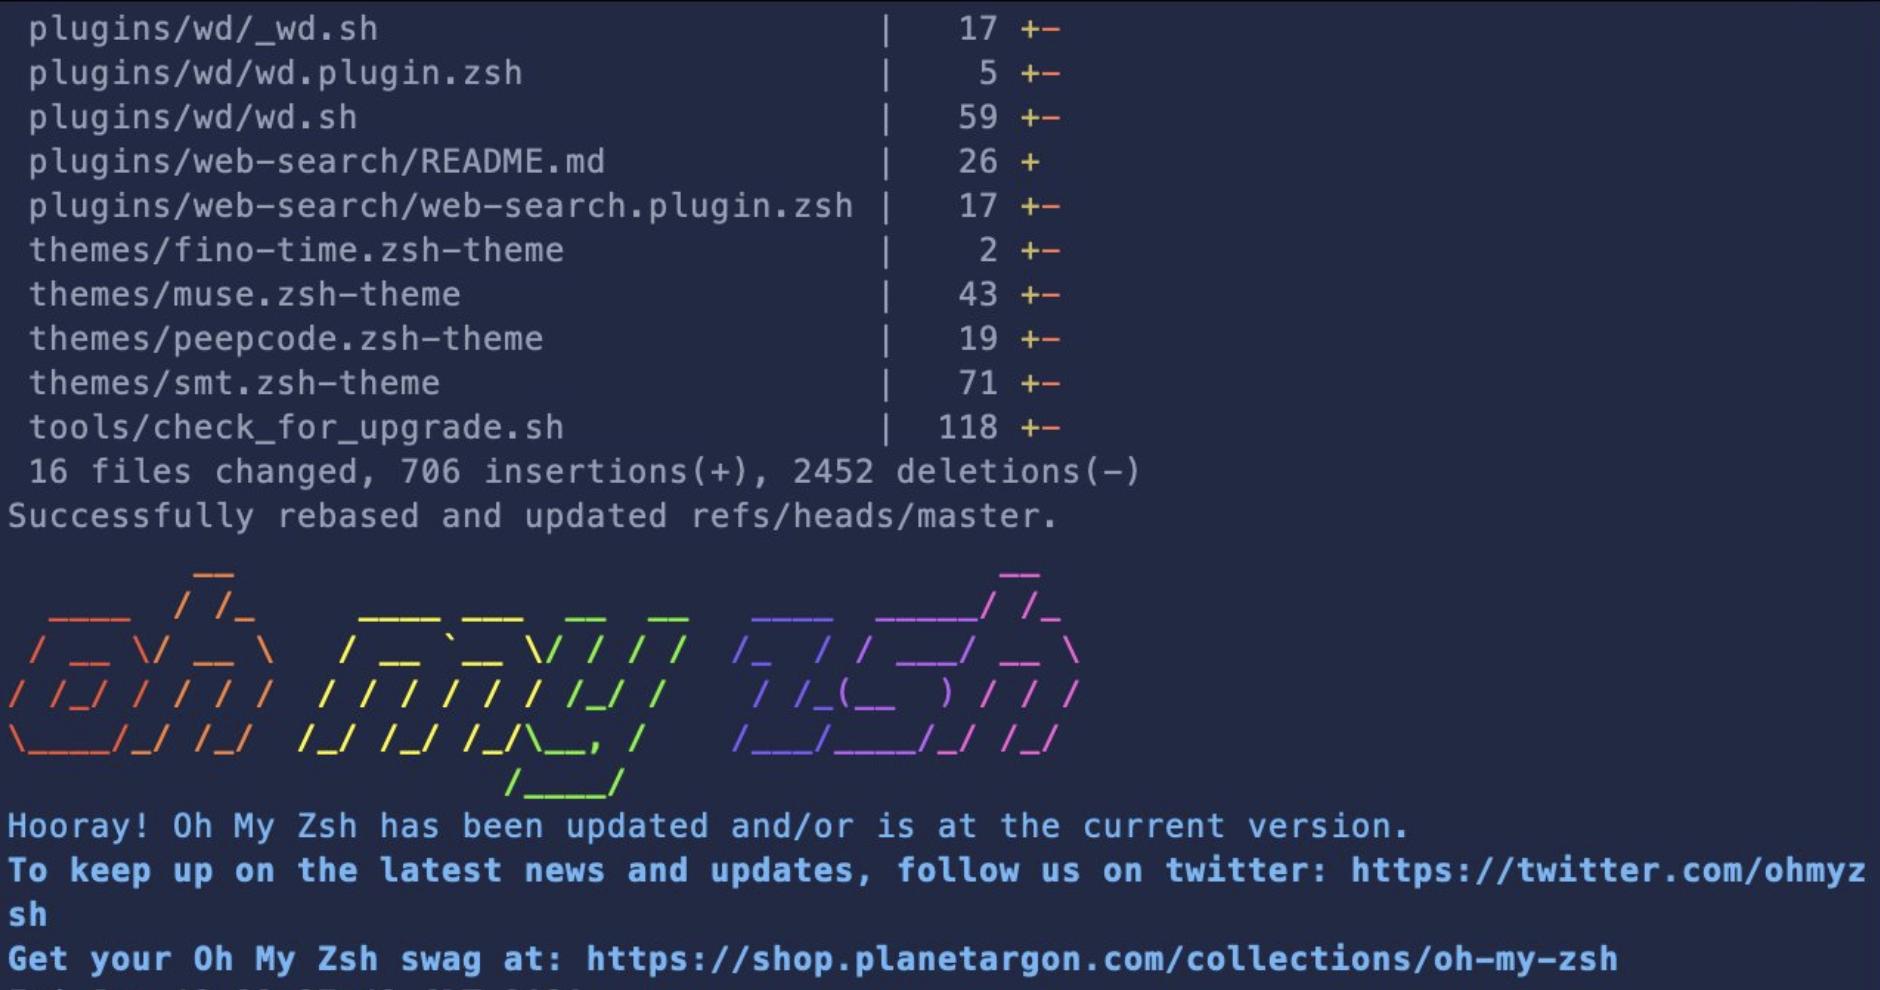 plugins/wd/_wd.sh                         |   17 +-
plugins/wd/wd.plugin.zsh                  |    5 +-
plugins/wd/wd.sh                          |   59 +-
plugins/web-search/README.md              |   26 +
plugins/web-search/web-search.plugin.zsh |   17 +-
themes/fino-time.zsh-theme                |    2 +-
themes/muse.zsh-theme                     |   43 +-
themes/peepcode.zsh-theme                 |   19 +-
themes/smt.zsh-theme                      |   71 +-
tools/check_for_upgrade.sh                |  118 +-
16 files changed, 706 insertions(+), 2452 deletions(-)
Successfully rebased and updated refs/heads/master.
oh my zsh
Hooray! Oh My Zsh has been updated and/or is at the current version.
To keep up on the latest news and updates, follow us on twitter: https://twitter.com/ohmyz
sh
Get your Oh My Zsh swag at: https://shop.planetargon.com/collections/oh-my-zsh